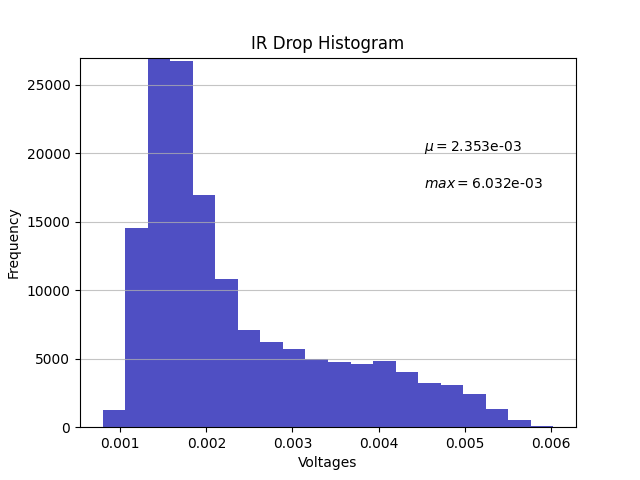 IR Drop Histogram
25000
20000
15000
10000
5000
0
Frequency
μ = 2.353e-03
max = 6.032e-03
0.001 0.002 0.003 0.004 0.005 0.006
Voltages